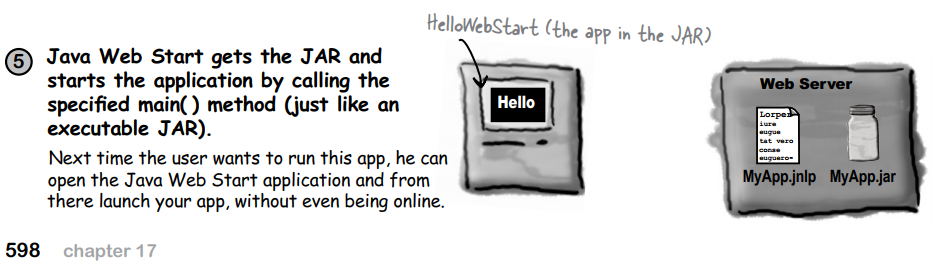 HelloWebStart (the app in the JAR)
5
Java Web Start gets the JAR and
starts the application by calling the
specified main( ) method (just like an
executable JAR).
Next time the user wants to run this app, he can
open the Java Web Start application and from
there launch your app, without even being online.
Hello
Web Server
Lorper
iure
eugue
tat vero
conse
euguero-
MyApp.jnlp
MyApp.jar
598 chapter 17